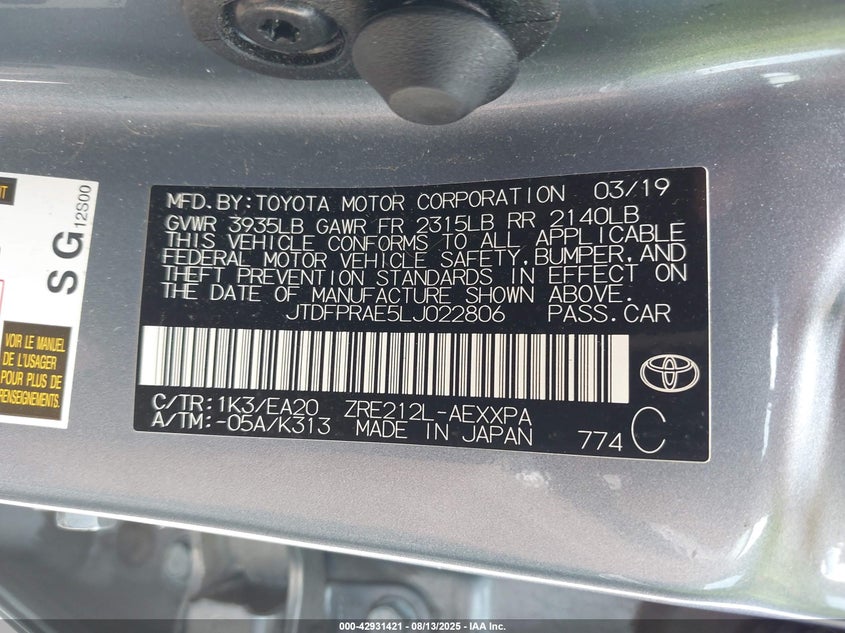 MFD.BY:TOYOTA MOTOR CORPORATION 03/19
GVWR 3935LB GAWR FR 2315LB RR 2140LB
THIS VEHICLE CONFORMS TO ALL APPLICABLE
FEDERAL MOTOR VEHICLE SAFETY,BUMPER,AND
THEFT PREVENTION STANDARDS IN EFFECT ON
THE DATE OF MANUFACTURE SHOWN ABOVE.
JTDFPRAE5LJ022806 PASS.CAR
C/TR:1K3/EA20 ZRE212L-AEXXPA
A/TM:-05A/K313 MADE IN JAPAN 774 C
SG
12S00
VOIR LE MANUEL
DE L'USAGER
POUR PLUS DE
RENSEIGNEMENTS
000-42931421 - 08/13/2025 - IAA Inc.